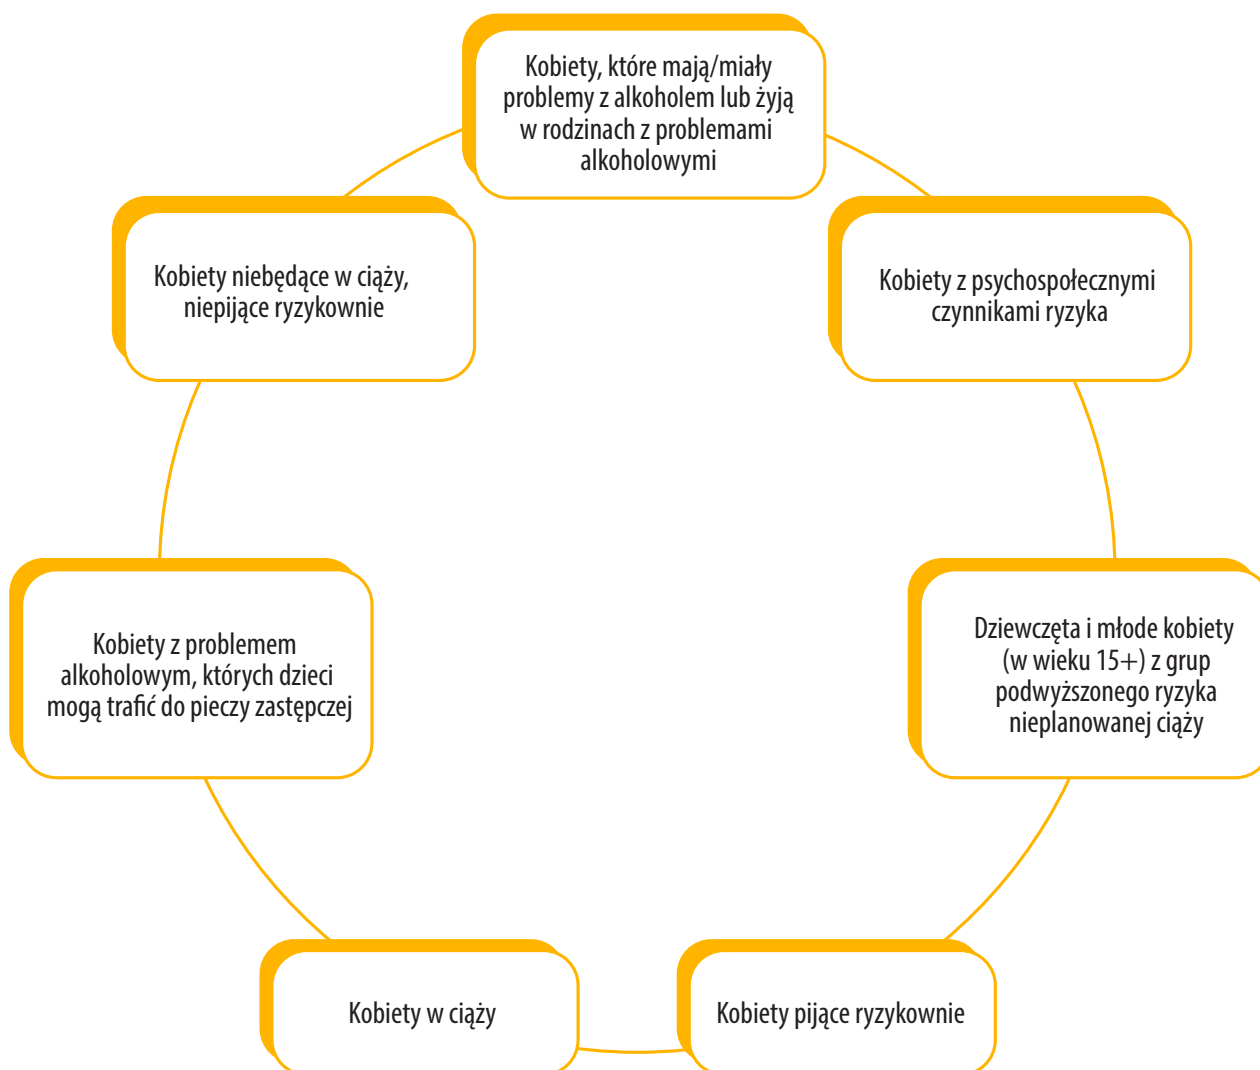 Kobiety, które mają/miały
problemy z alkoholem lub żyją
w rodzinach z problemami
alkoholowymi
Kobiety niebędące w ciąży,
niepijące ryzykownie
Kobiety z psychospołecznymi
czynnikami ryzyka
Kobiety z problemem
alkoholowym, których dzieci
mogą trafić do pieczy zastępczej
Dziewczęta i młode kobiety
(w wieku 15+) z grup
podwyższonego ryzyka
nieplanowanej ciąży
Kobiety w ciąży
Kobiety pijące ryzykownie